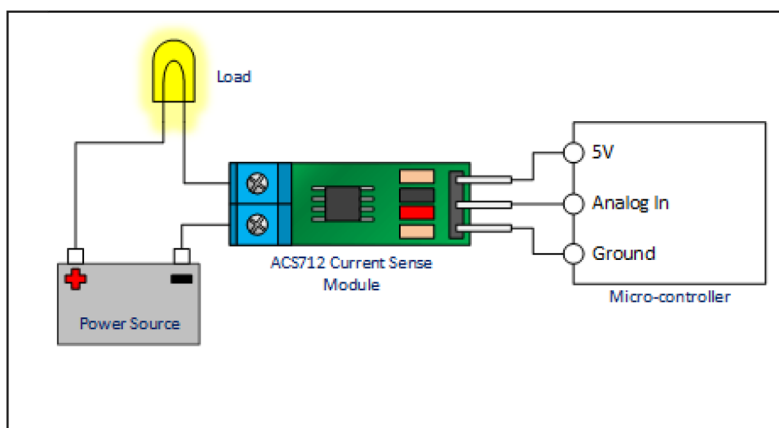 Load
5V
Analog In
Ground
ACS712 Current Sense
Module
Micro-controller
Power Source